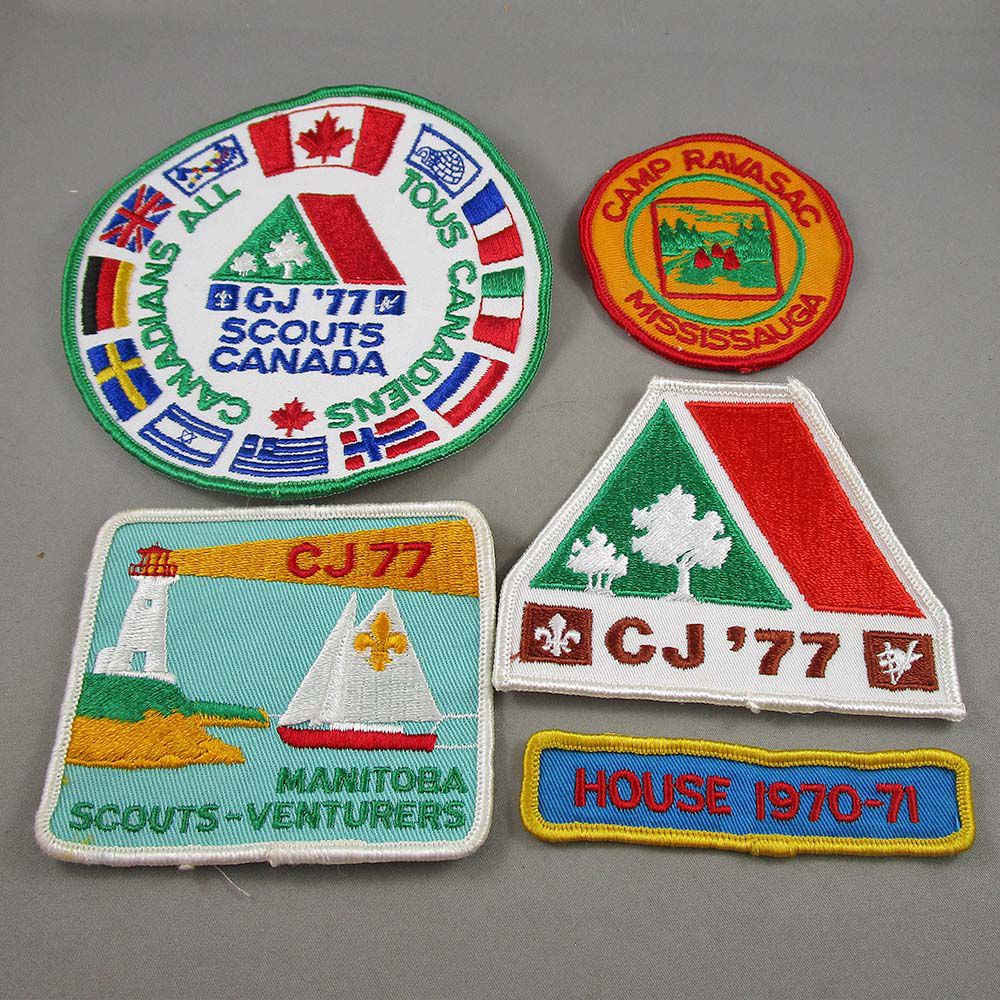 CANADIANS ALL
TOUS CANADIENS
CJ '77
SCOUTS
CANADA
CAMP RAVASAC
MISSISSAUGA
CJ 77
MANITOBA
SCOUTS-VENTURERS
CJ '77
HOUSE 1970-71